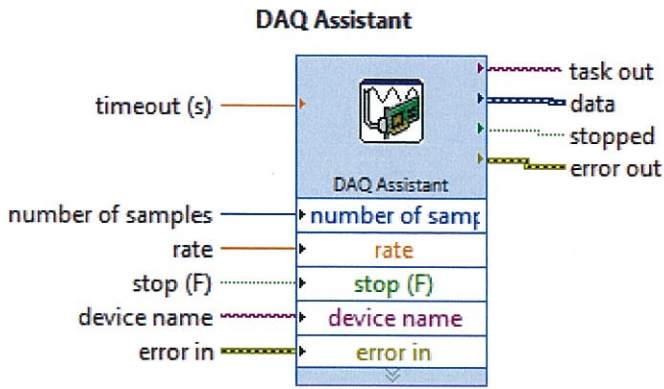 DAQ Assistant
timeout (s)
task out
data
stopped
error out
DAQ Assistant
number of samples
number of samp
rate
rate
stop (F)
stop (F)
device name
device name
error in
error in